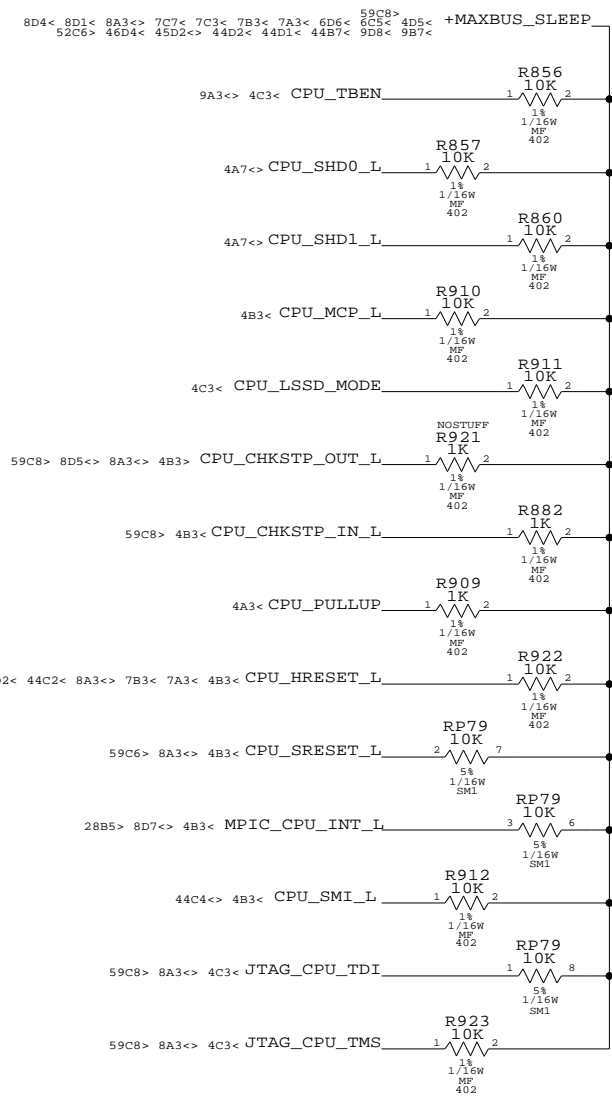 59C8>
8D4< 8D1< 8A3<> 7C7< 7C3< 7B3< 7A3< 6D6< 6C5< 4D5< +MAXBUS_SLEEP
52C6> 46D4< 45D2<> 44D2< 44D1< 44B7< 9D8< 9B7<
R856
10K
9A3<> 4C3< CPU_TBEN 1 2
1%
1/16W
MF
402
R857
10K
4A7<> CPU_SHD0_L 1 2
1%
1/16W
MF
402
R860
10K
4A7<> CPU_SHD1_L 1 2
1%
1/16W
MF
402
R910
10K
4B3< CPU_MCP_L 1 2
1%
1/16W
MF
402
R911
10K
4C3< CPU_LSSD_MODE 1 2
1%
1/16W
MF
402
NOSTUFF
R921
1K
59C8> 8D5<> 8A3<> 4B3> CPU_CHKSTP_OUT_L 1 2
1%
1/16W
MF
402
R882
1K
59C8> 4B3< CPU_CHKSTP_IN_L 1 2
1%
1/16W
MF
402
R909
1K
4A3< CPU_PULLUP 1 2
1%
1/16W
MF
402
R922
10K
2< 44C2< 8A3<> 7B3< 7A3< 4B3< CPU_HRESET_L 1 2
1%
1/16W
MF
402
RP79
10K
59C6> 8A3<> 4B3< CPU_SRESET_L 2 7
5%
1/16W
SM1
RP79
10K
28B5> 8D7<> 4B3< MPIC_CPU_INT_L 3 6
5%
1/16W
SM1
R912
10K
44C4<> 4B3< CPU_SMI_L 1 2
1%
1/16W
MF
402
RP79
10K
59C8> 8A3<> 4C3< JTAG_CPU_TDI 1 8
5%
1/16W
SM1
R923
10K
59C8> 8A3<> 4C3< JTAG_CPU_TMS 1 2
1%
1/16W
MF
402